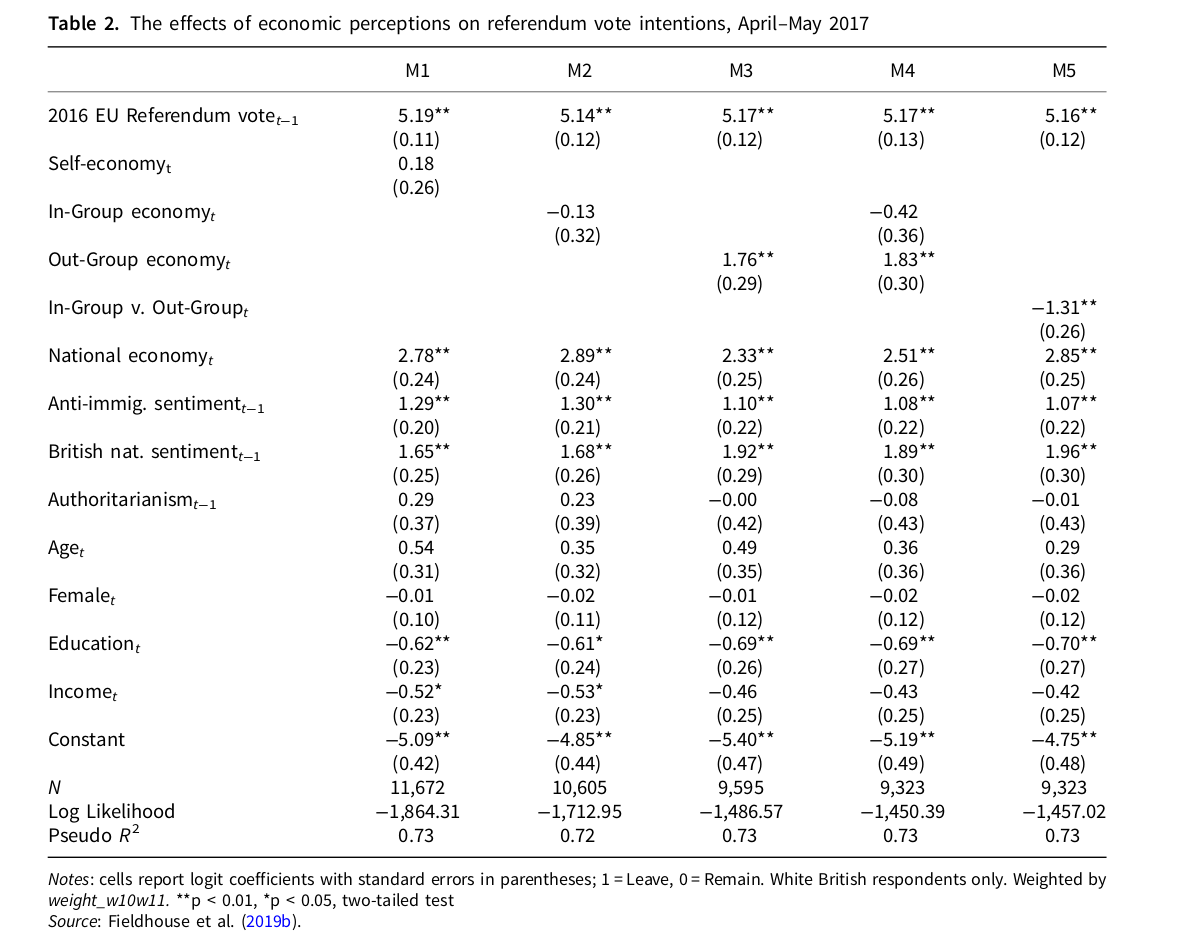 Table 2. The effects of economic perceptions on referendum vote intentions, April–May 2017
M1 M2 M3 M4 M5
2016 EU Referendum vote t−1 5.19** 5.14** 5.17** 5.17** 5.16**
(0.11) (0.12) (0.12) (0.13) (0.12)
Self-economy t 0.18
(0.26)
In-Group economy t −0.13 −0.42
(0.32) (0.36)
Out-Group economy t 1.76** 1.83**
(0.29) (0.30)
In-Group v. Out-Group t −1.31**
(0.26)
National economy t 2.78** 2.89** 2.33** 2.51** 2.85**
(0.24) (0.24) (0.25) (0.26) (0.25)
Anti-immig. sentiment t−1 1.29** 1.30** 1.10** 1.08** 1.07**
(0.20) (0.21) (0.22) (0.22) (0.22)
British nat. sentiment t−1 1.65** 1.68** 1.92** 1.89** 1.96**
(0.25) (0.26) (0.29) (0.30) (0.30)
Authoritarianism t−1 0.29 0.23 −0.00 −0.08 −0.01
(0.37) (0.39) (0.42) (0.43) (0.43)
Age t 0.54 0.35 0.49 0.36 0.29
(0.31) (0.32) (0.35) (0.36) (0.36)
Female t −0.01 −0.02 −0.01 −0.02 −0.02
(0.10) (0.11) (0.12) (0.12) (0.12)
Education t −0.62** −0.61* −0.69** −0.69** −0.70**
(0.23) (0.24) (0.26) (0.27) (0.27)
Income t −0.52* −0.53* −0.46 −0.43 −0.42
(0.23) (0.23) (0.25) (0.25) (0.25)
Constant −5.09** −4.85** −5.40** −5.19** −4.75**
(0.42) (0.44) (0.47) (0.49) (0.48)
N 11,672 10,605 9,595 9,323 9,323
Log Likelihood −1,864.31 −1,712.95 −1,486.57 −1,450.39 −1,457.02
Pseudo R² 0.73 0.72 0.73 0.73 0.73
Notes: cells report logit coefficients with standard errors in parentheses; 1 = Leave, 0 = Remain. White British respondents only. Weighted by
weight_w10w11. **p < 0.01, *p < 0.05, two-tailed test
Source: Fieldhouse et al. (2019b).